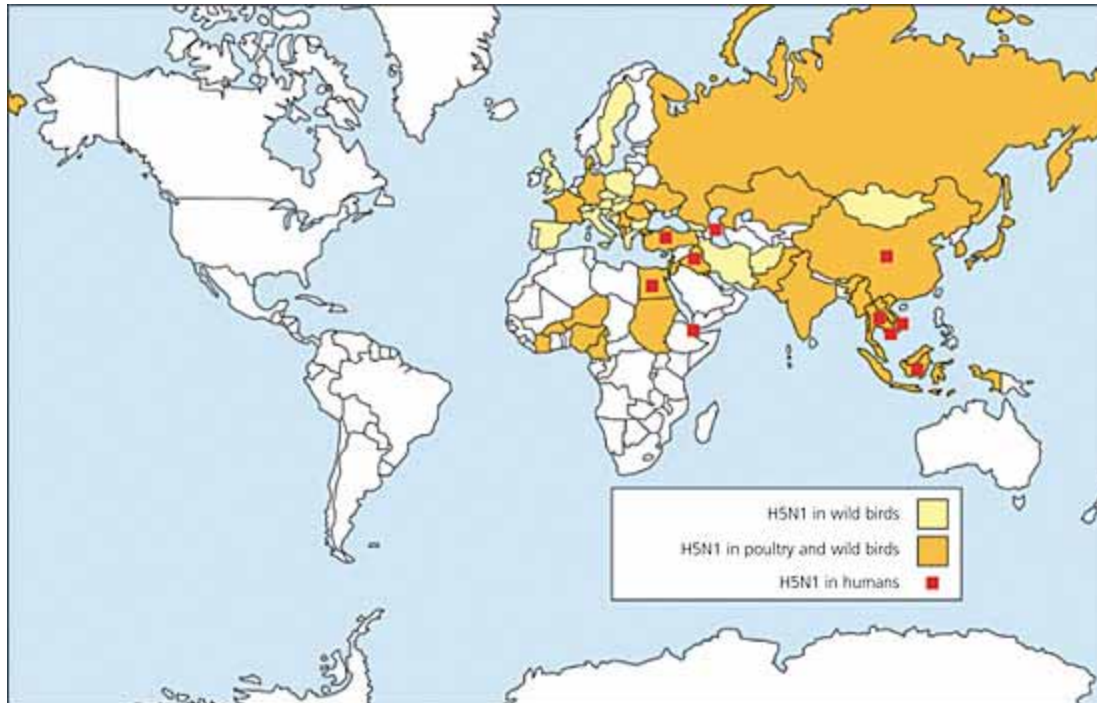 H5N1 in wild birds
H5N1 in poultry and wild birds
H5N1 in humans